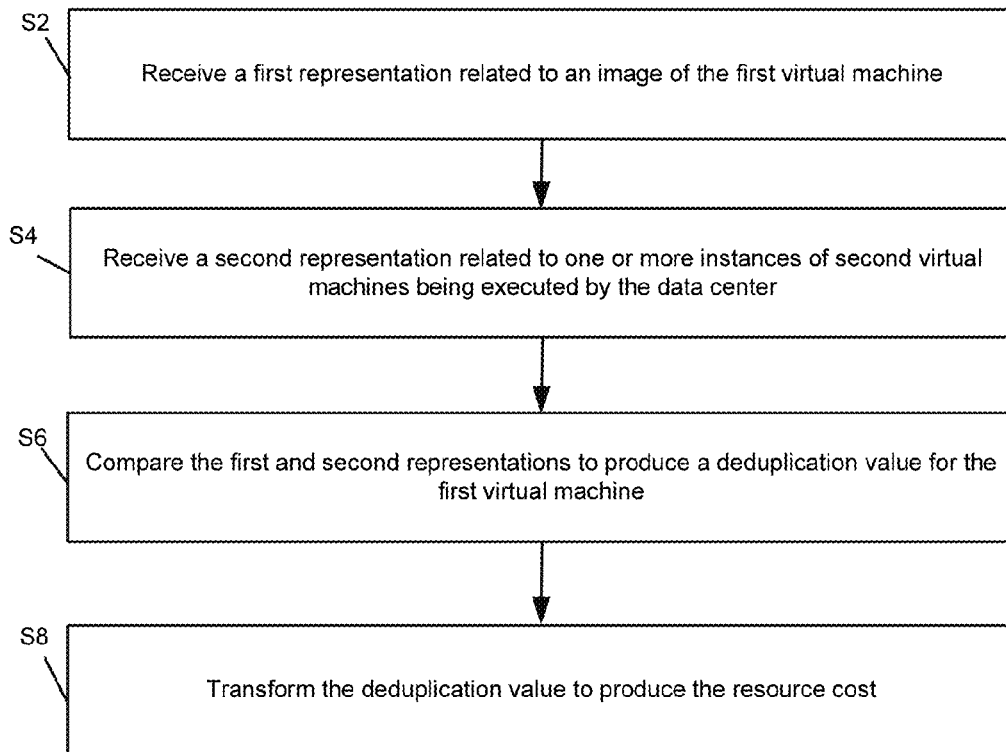 S2
Receive a first representation related to an image of the first virtual machine
S4
Receive a second representation related to one or more instances of second virtual
machines being executed by the data center
S6
Compare the first and second representations to produce a deduplication value for the
first virtual machine
S8
Transform the deduplication value to produce the resource cost